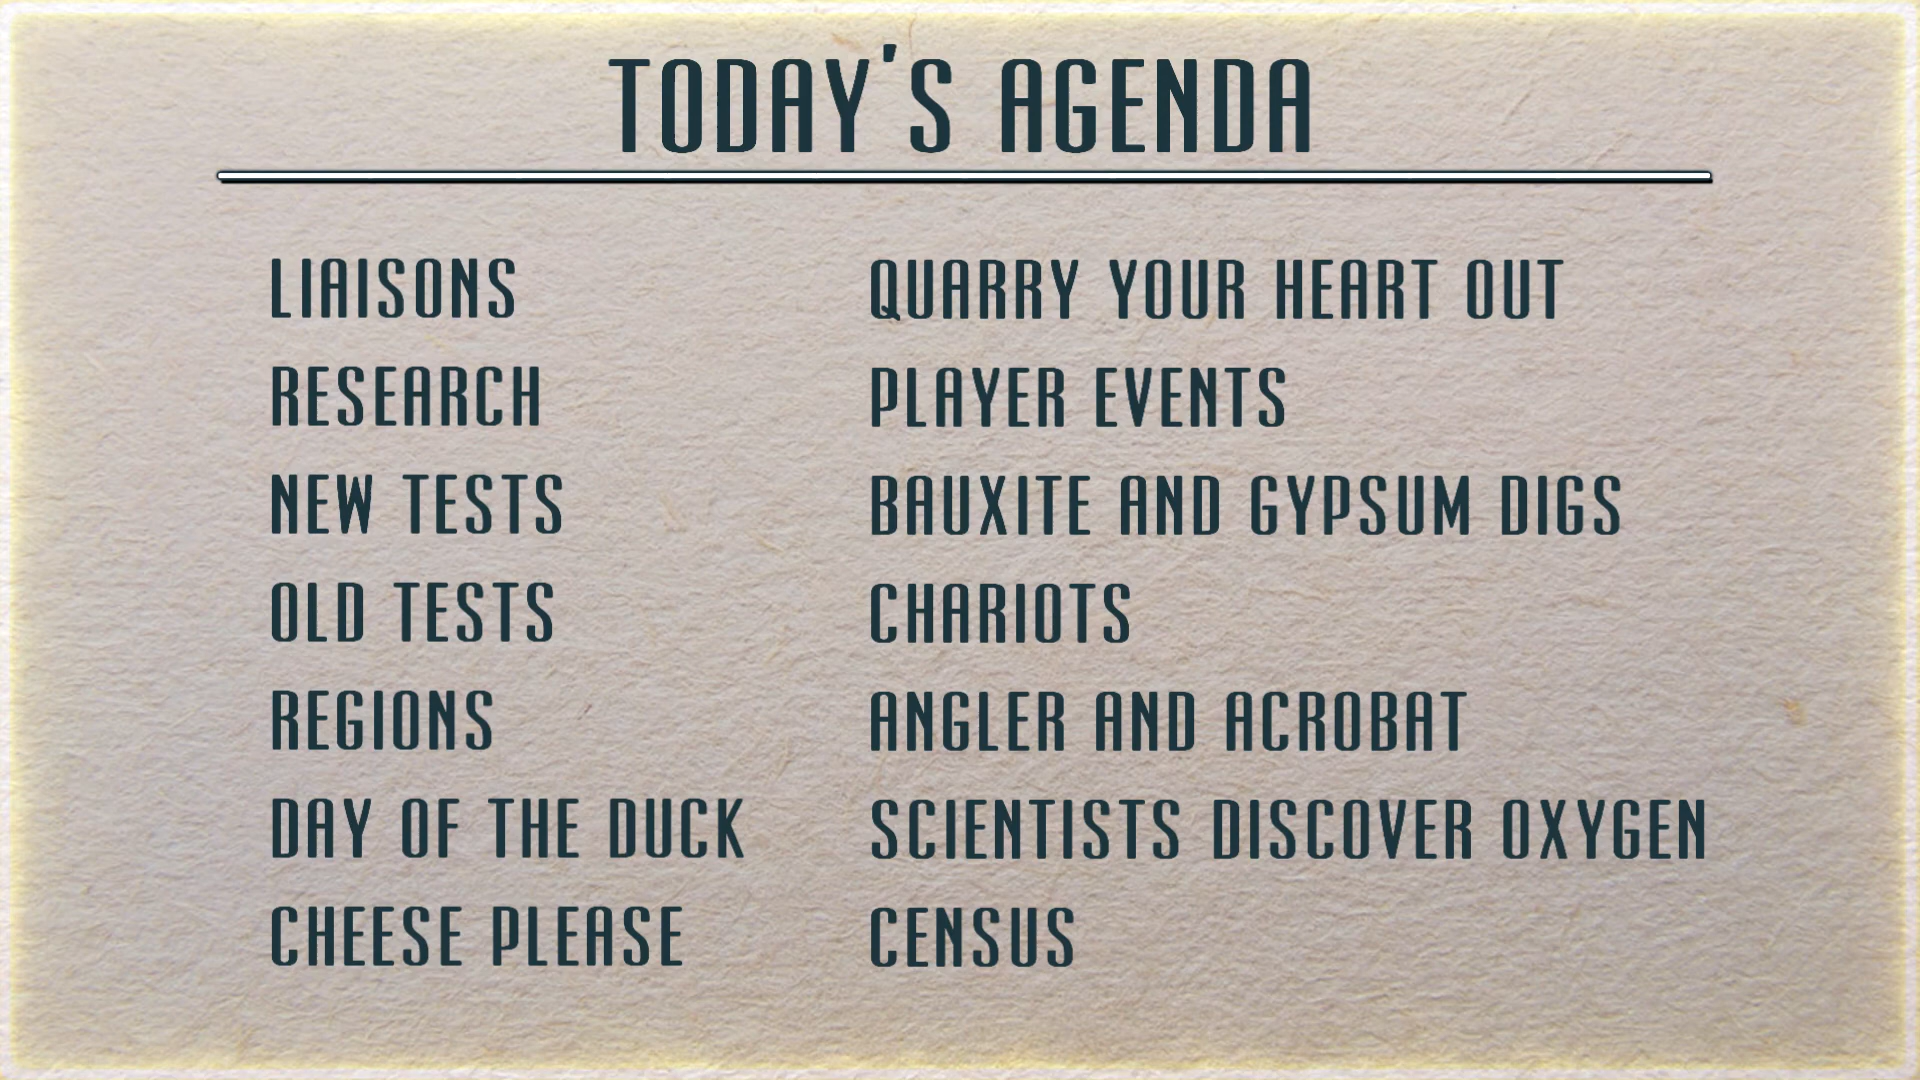 TODAY'S AGENDA
LIAISONS
RESEARCH
NEW TESTS
OLD TESTS
REGIONS
DAY OF THE DUCK
CHEESE PLEASE
QUARRY YOUR HEART OUT
PLAYER EVENTS
BAUXITE AND GYPSUM DIGS
CHARIOTS
ANGLER AND ACROBAT
SCIENTISTS DISCOVER OXYGEN
CENSUS